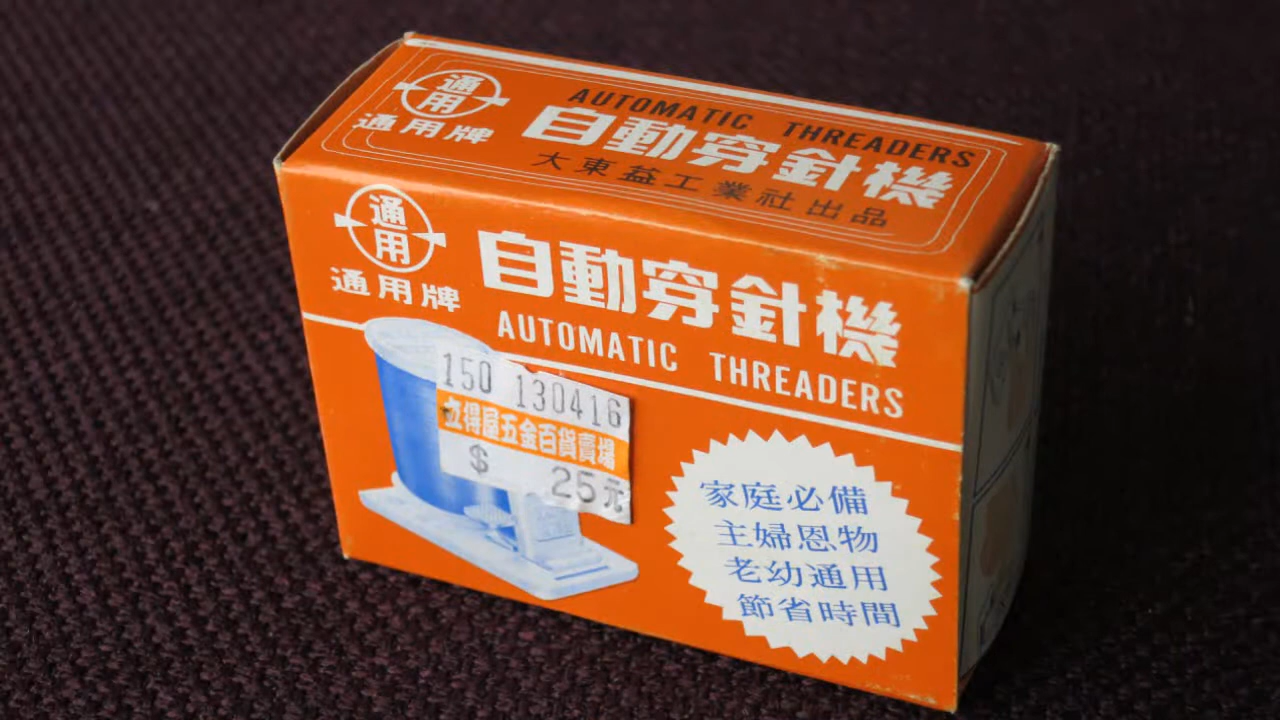 通用
通用牌
AUTOMATIC THREADERS
自動穿針機
大東益工業社出品
通用
通用牌
自動穿針機
AUTOMATIC THREADERS
150 130416
立得屋五金百貨賣場
$ 25元
家庭必備
主婦恩物
老幼通用
節省時間